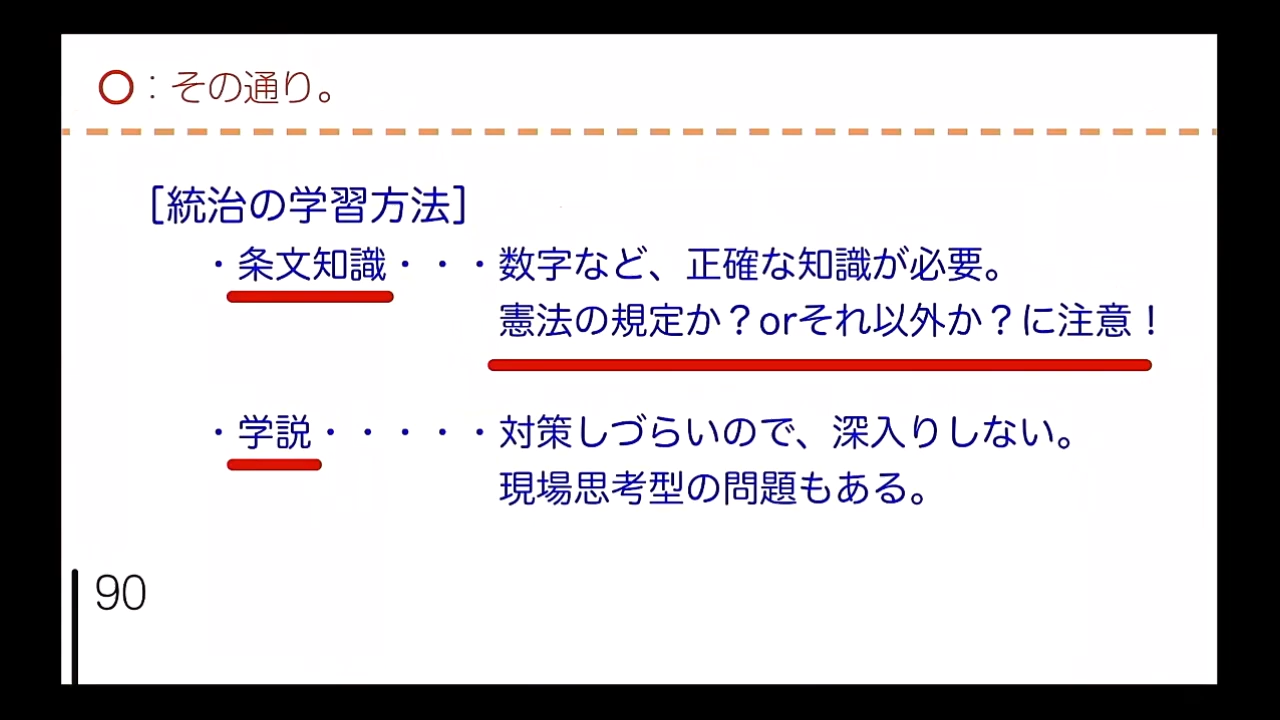 〇：その通り。
［統治の学習方法］
・条文知識・・・数字など、正確な知識が必要。
憲法の規定か？orそれ以外か？に注意！
・学説・・・・・対策しづらいので、深入りしない。
現場思考型の問題もある。
90